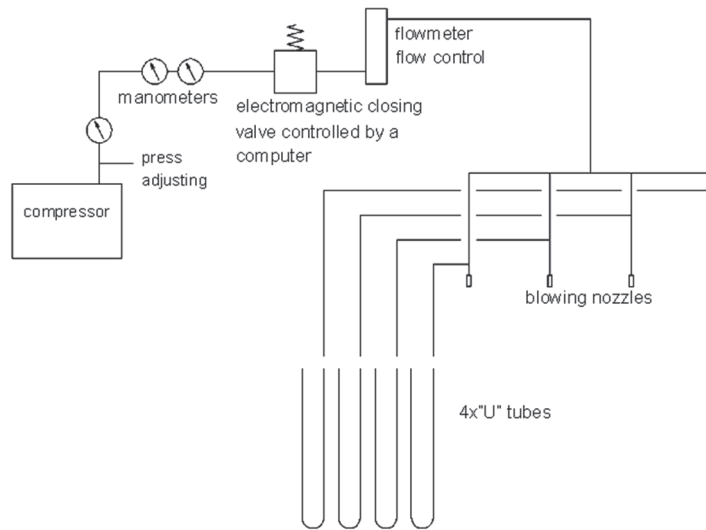 flowmeter
flow control
manometers
electromagnetic closing
valve controlled by a
computer
press
adjusting
compressor
blowing nozzles
4x"U" tubes